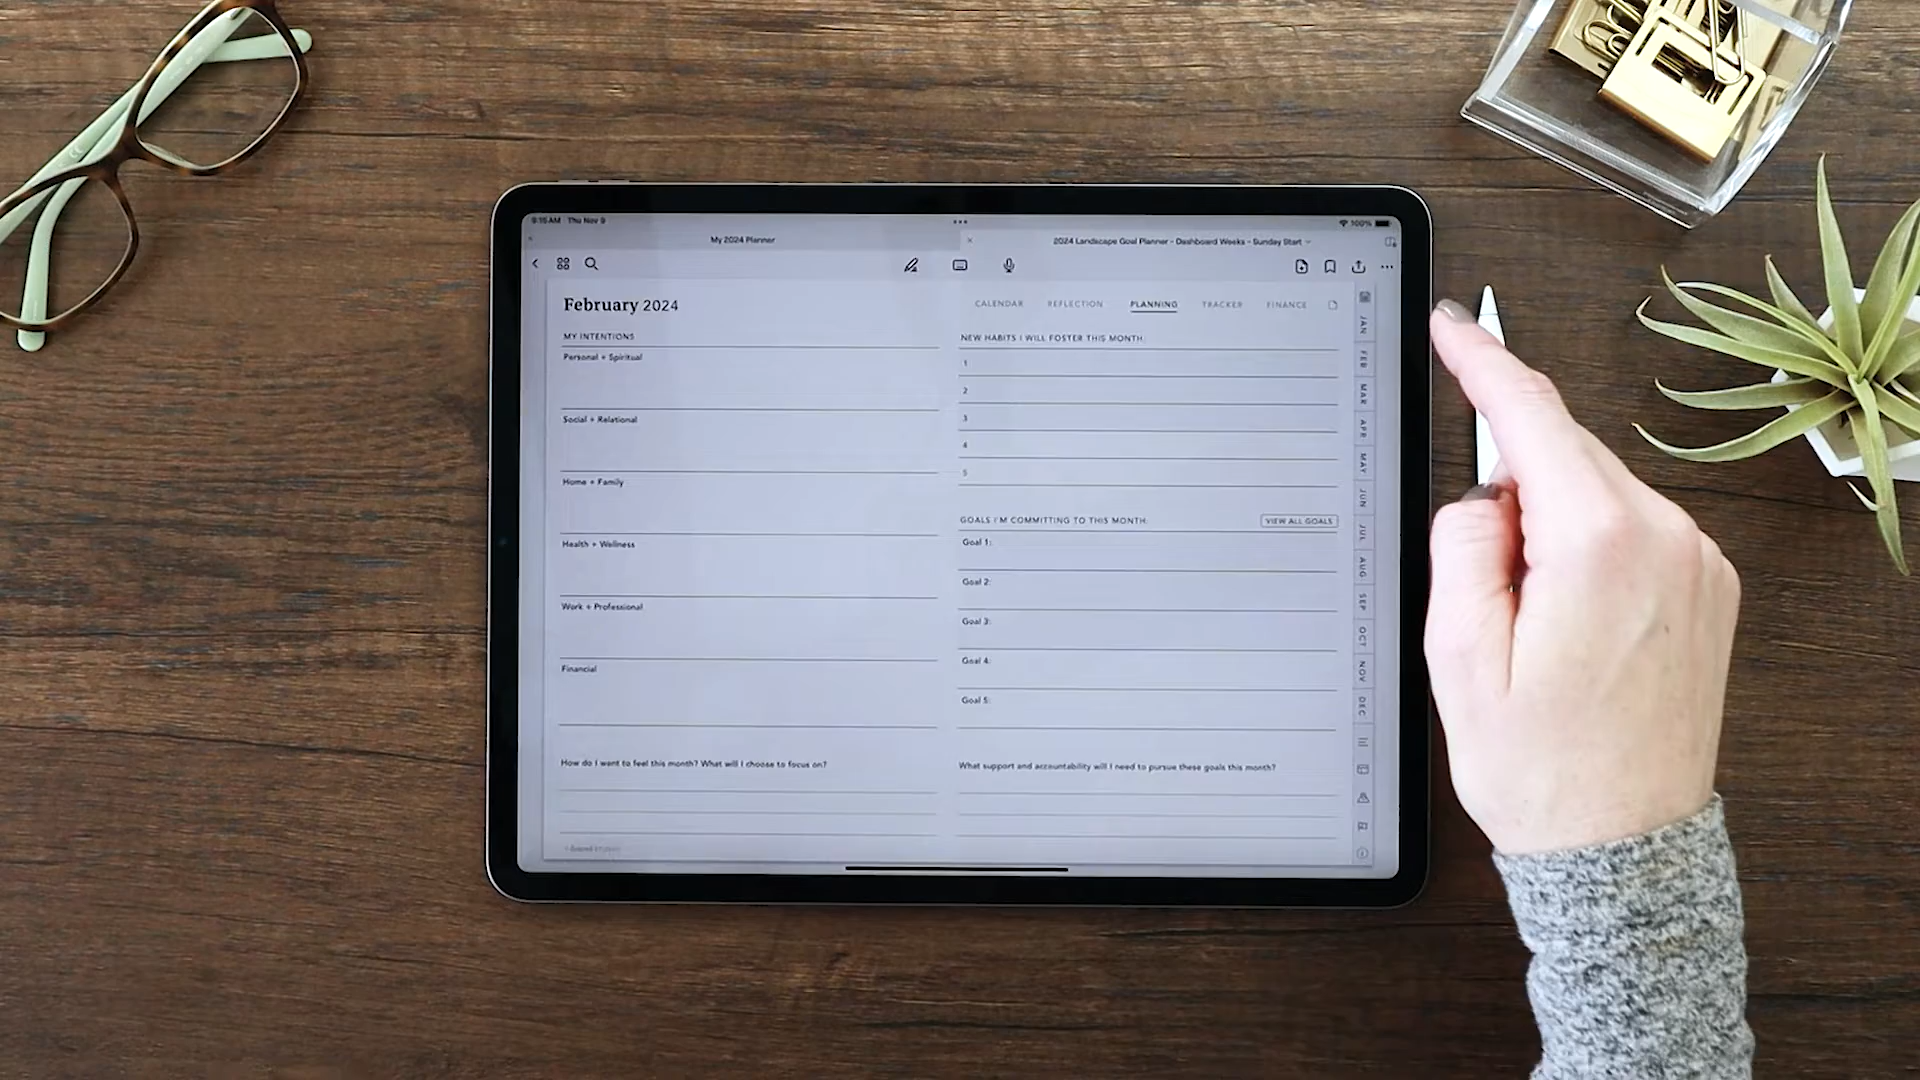 9:15 AM Thu Nov 9
100%
My 2024 Planner
2024 Landscape Goal Planner - Dashboard Weeks - Sunday Start
February 2024
CALENDAR REFLECTION PLANNING TRACKER FINANCE
MY INTENTIONS
Personal + Spiritual
Social + Relational
Home + Family
Health + Wellness
Work + Professional
Financial
How do I want to feel this month? What will I choose to focus on?
NEW HABITS I WILL FOSTER THIS MONTH:
1
2
3
4
5
GOALS I'M COMMITTING TO THIS MONTH:
VIEW ALL GOALS
Goal 1:
Goal 2:
Goal 3:
Goal 4:
Goal 5:
What support and accountability will I need to pursue these goals this month?
JAN
FEB
MAR
APR
MAY
JUN
JUL
AUG
SEP
OCT
NOV
DEC